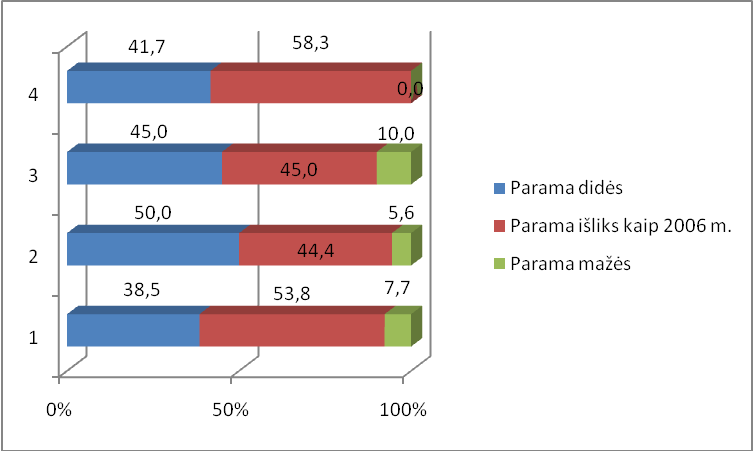 41,7 58,3
4 0,0
45,0 10,0
3 45,0
50,0 5,6
2 44,4
38,5 53,8 7,7
1
0% 50% 100%
Parama didės
Parama išliks kaip 2006 m.
Parama mažės